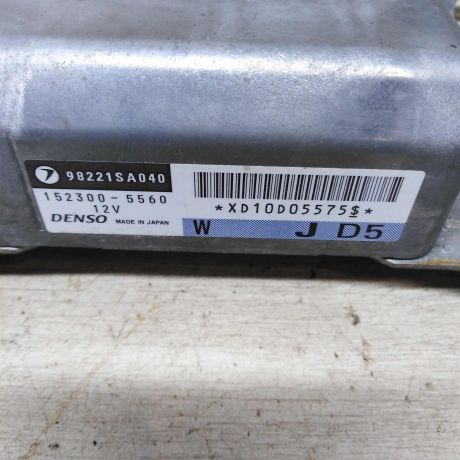 98221SA040
152300-5560
12V
DENSO MADE IN JAPAN
*XD10D05575$*
W J D5